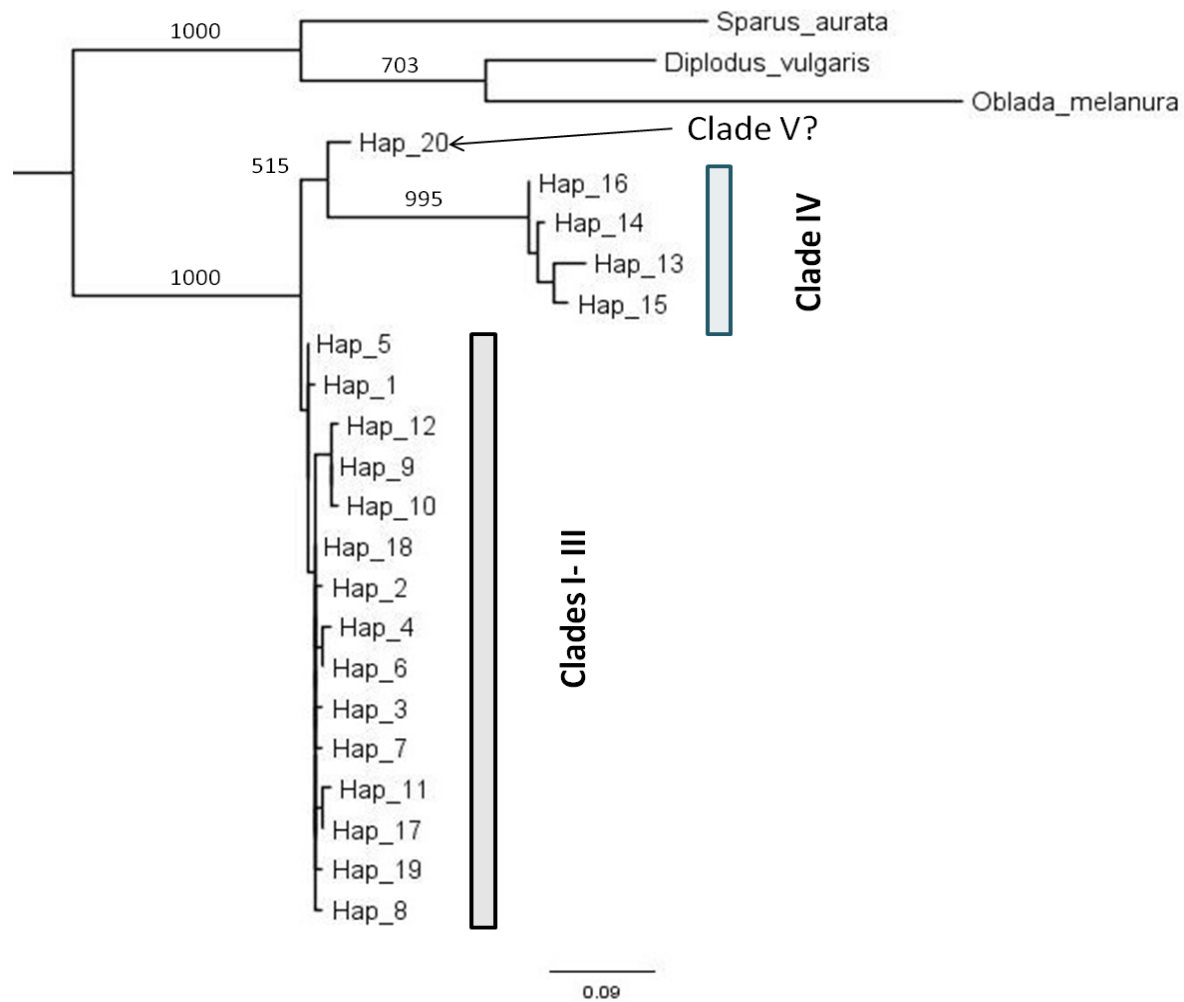 1000
Sparus_aurata
703
Diplodus_vulgaris
Oblada_melanura
Clade V?
Hap_20
515
995
Hap_16
Hap_14
Hap_13
Hap_15
Clade IV
1000
Hap_5
Hap_1
Hap_12
Hap_9
Hap_10
Hap_18
Hap_2
Hap_4
Hap_6
Hap_3
Hap_7
Hap_11
Hap_17
Hap_19
Hap_8
Clades I- III
0.09